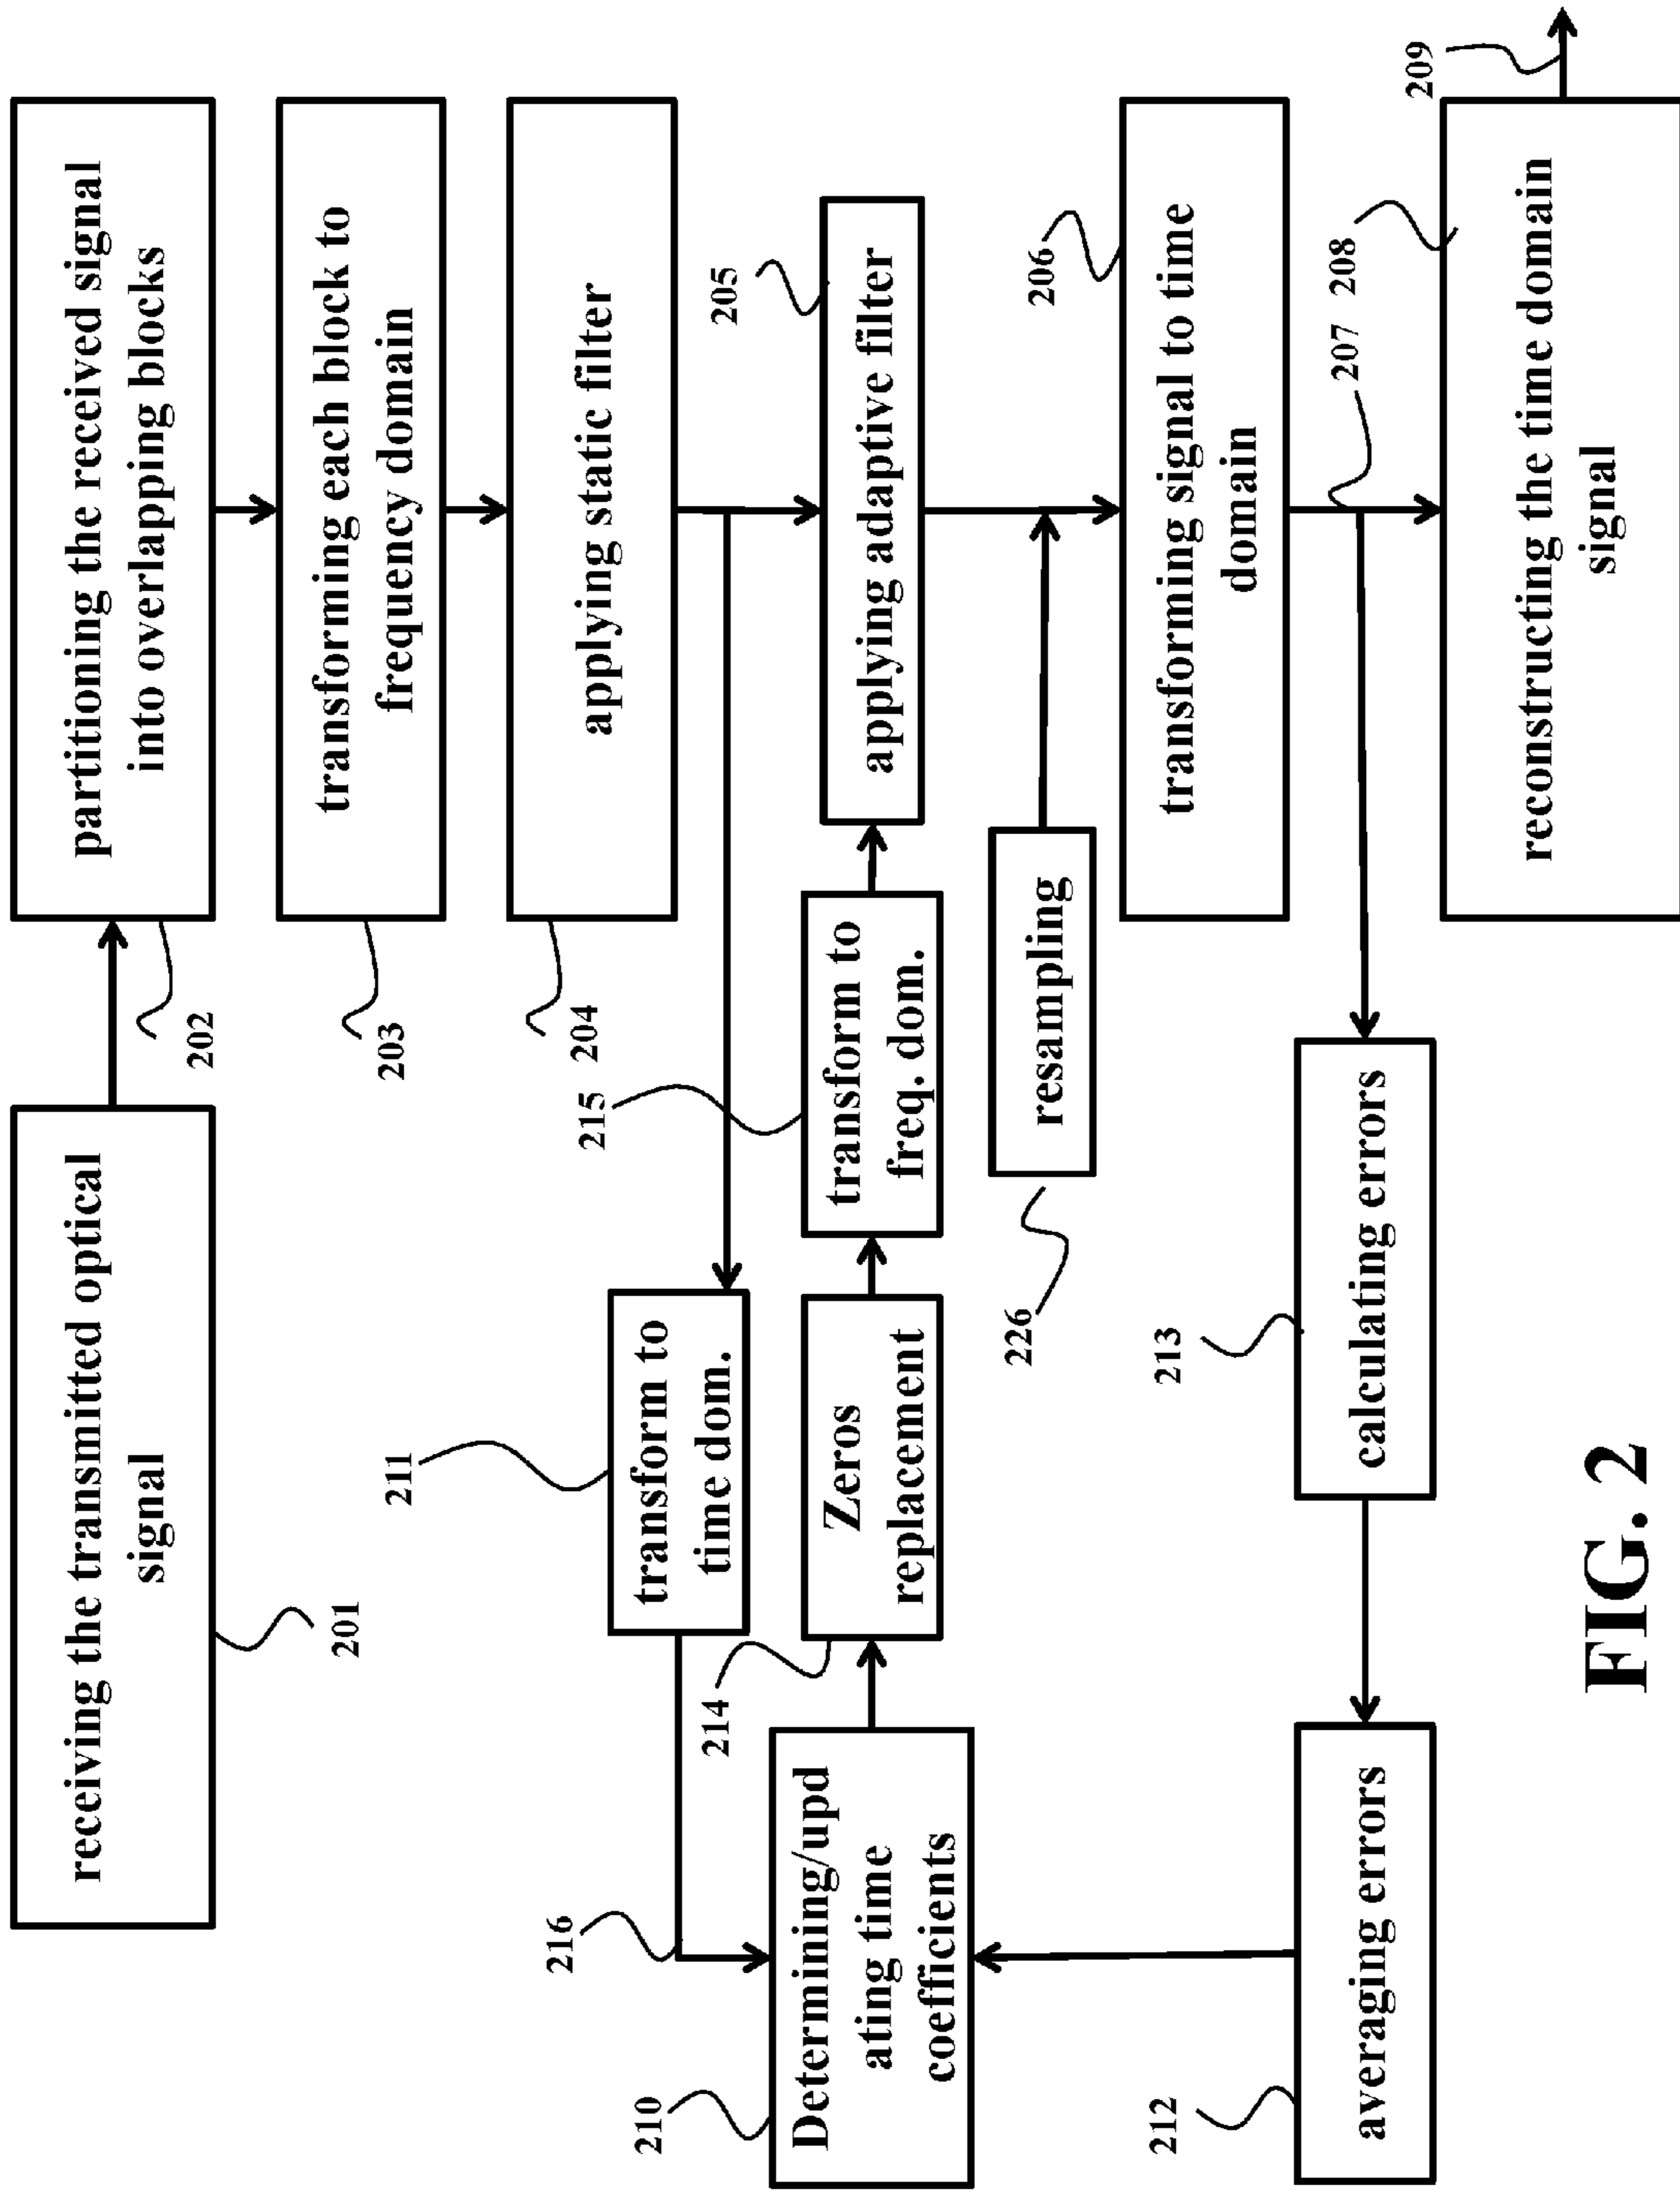 receiving the transmitted optical
signal
201
partitioning the received signal
into overlapping blocks
202
transforming each block to
frequency domain
203
applying static filter
204
211
transform to
time dom.
216
205
applying adaptive filter
215
transform to
freq. dom.
214
Zeros
replacement
210
Determining/upd
ating time
coefficients
resampling
226
206
transforming signal to time
domain
207
208
209
reconstructing the time domain
signal
213
calculating errors
212
averaging errors
FIG. 2